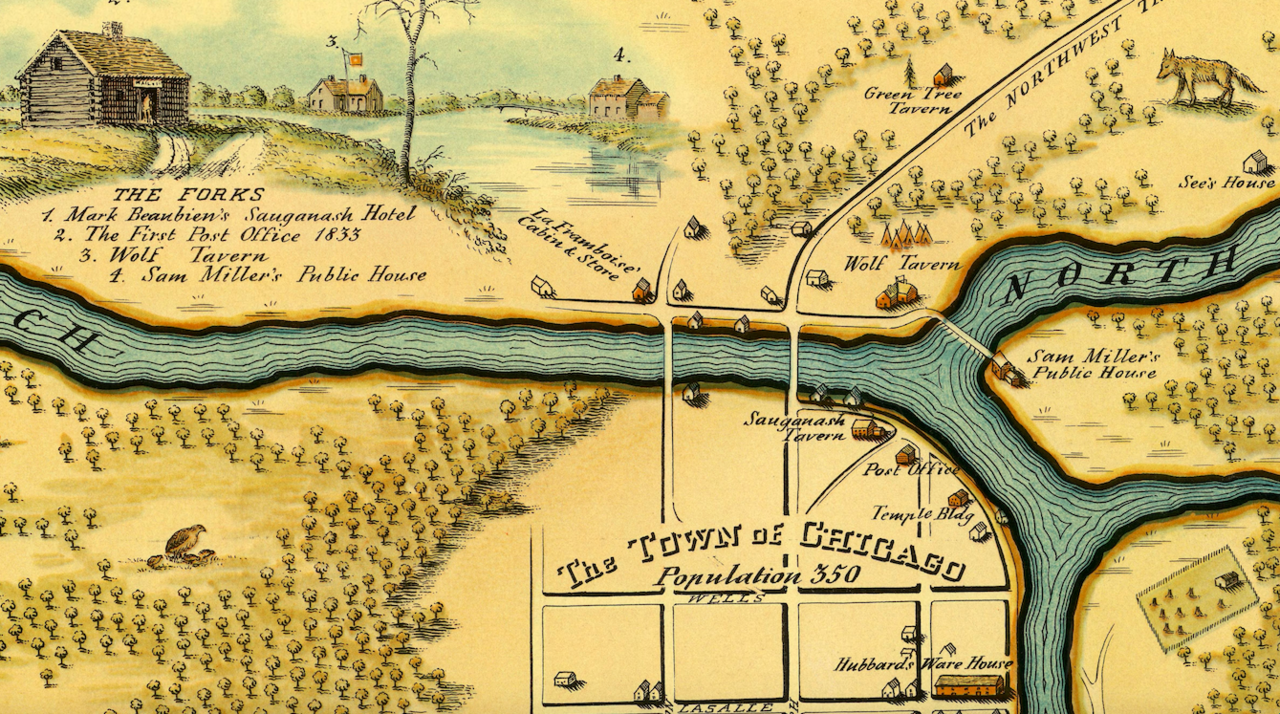 2.
3.
4.
THE FORKS
1. Mark Beaubien's Sauganash Hotel
2. The First Post Office 1833
3. Wolf Tavern
4. Sam Miller's Public House
Green Tree
Tavern
The NORTHWEST
See's House
La Framboise'
Cabin & Store
Wolf Tavern
NORTH
CH
Sam Miller's
Public House
Sauganash
Tavern
Post Office
Temple Bldg
The TOWN OF CHICAGO
Population 350
WELLS
Hubbard's Ware House
LASALLE